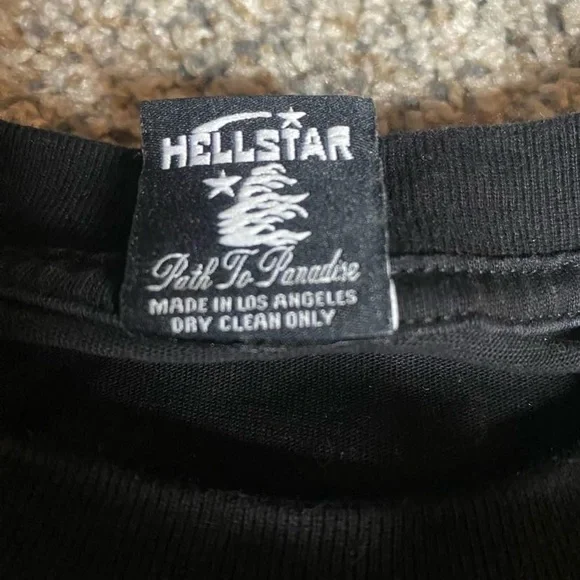 HELLSTAR
Path To Paradise
MADE IN LOS ANGELES
DRY CLEAN ONLY